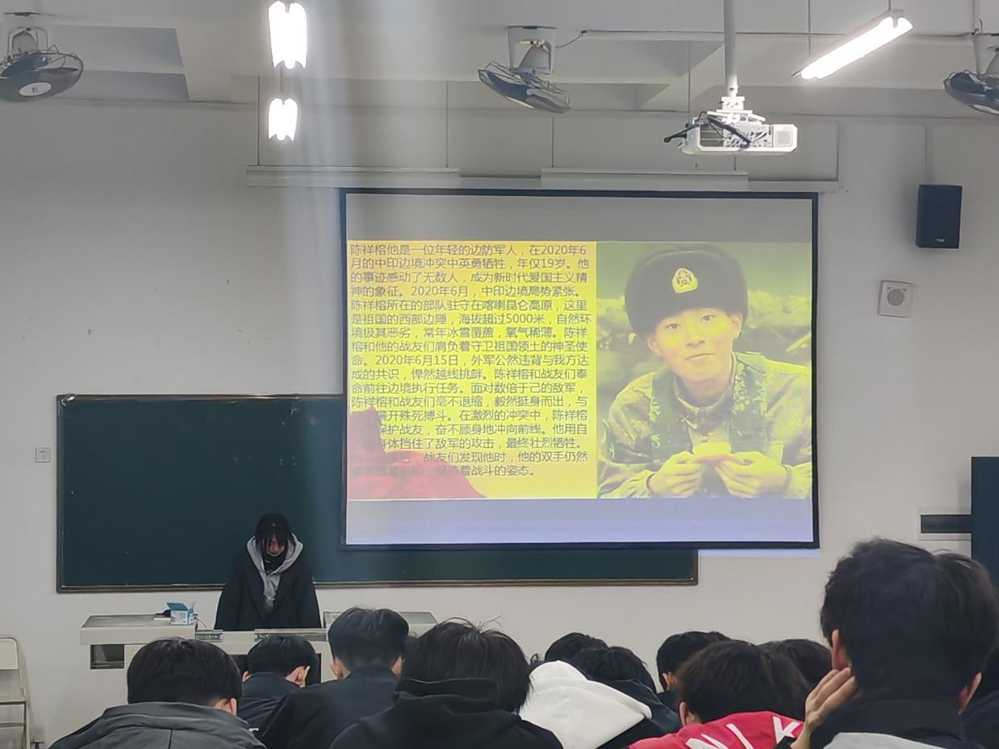 陈祥榕他是一位年轻的边防军人，在2020年6
月的中印边境冲突中英勇牺牲，年仅19岁。他
的事迹感动了无数人，成为新时代爱国主义精
神的象征。2020年6月，中印边境局势紧张。
陈祥榕所在的部队驻守在喀喇昆仑高原，这里
是祖国的西部边陲，海拔超过5000米，自然环
境极其恶劣，常年冰雪覆盖，氧气稀薄。陈祥
榕和他的战友们肩负着守卫祖国领土的神圣使
命。2020年6月15日，外军公然违背与我方达
成的共识，悍然越线挑衅。陈祥榕和战友们奉
命前往边境执行任务。面对数倍于己的敌军，
陈祥榕和战友们毫不退缩，毅然挺身而出，与
展开殊死搏斗。在激烈的冲突中，陈祥榕
保护战友，奋不顾身地冲向前线。他用自
身体挡住了敌军的攻击，最终壮烈牺牲。
，战友们发现他时，他的双手仍然
着战斗的姿态。